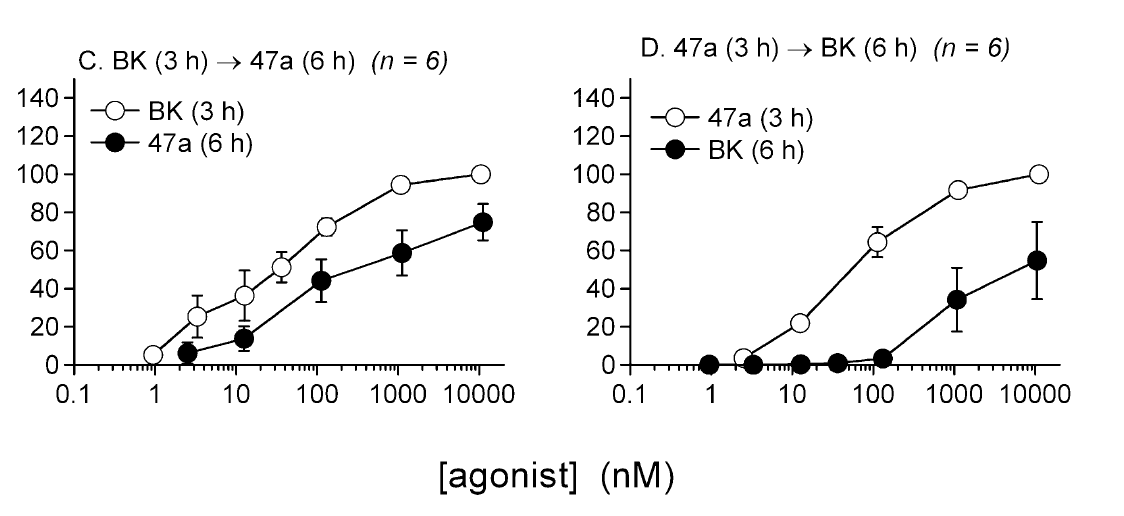 C. BK (3 h) → 47a (6 h) (n = 6)
BK (3 h)
47a (6 h)
140
120
100
80
60
40
20
0
0.1 1 10 100 1000 10000
D. 47a (3 h) → BK (6 h) (n = 6)
47a (3 h)
BK (6 h)
140
120
100
80
60
40
20
0
0.1 1 10 100 1000 10000
[agonist] (nM)